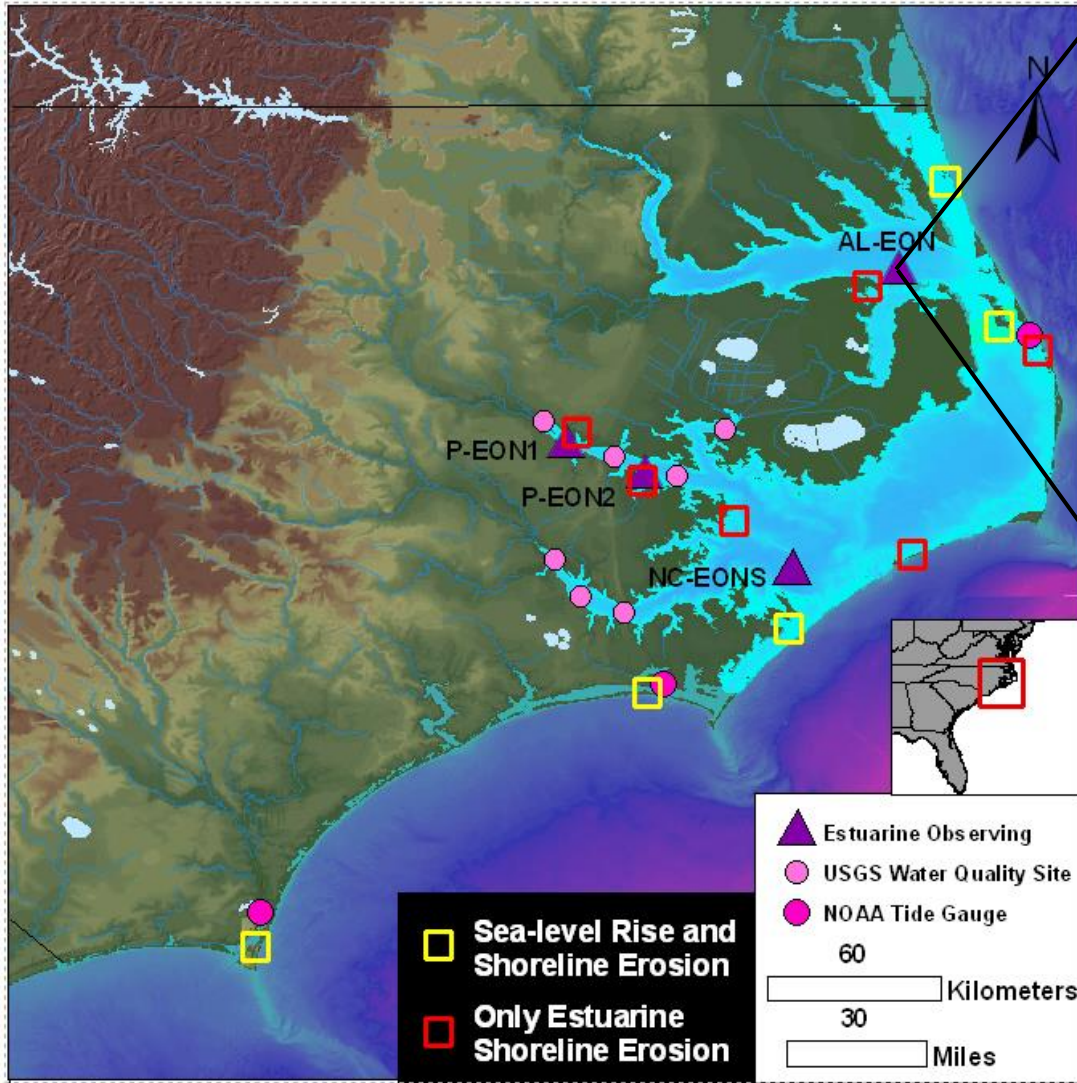 N
AL-EON
P-EON1
P-EON2
NC-EONS
Estuarine Observing
USGS Water Quality Site
NOAA Tide Gauge
60
Kilometers
30
Miles
Sea-level Rise and
Shoreline Erosion
Only Estuarine
Shoreline Erosion